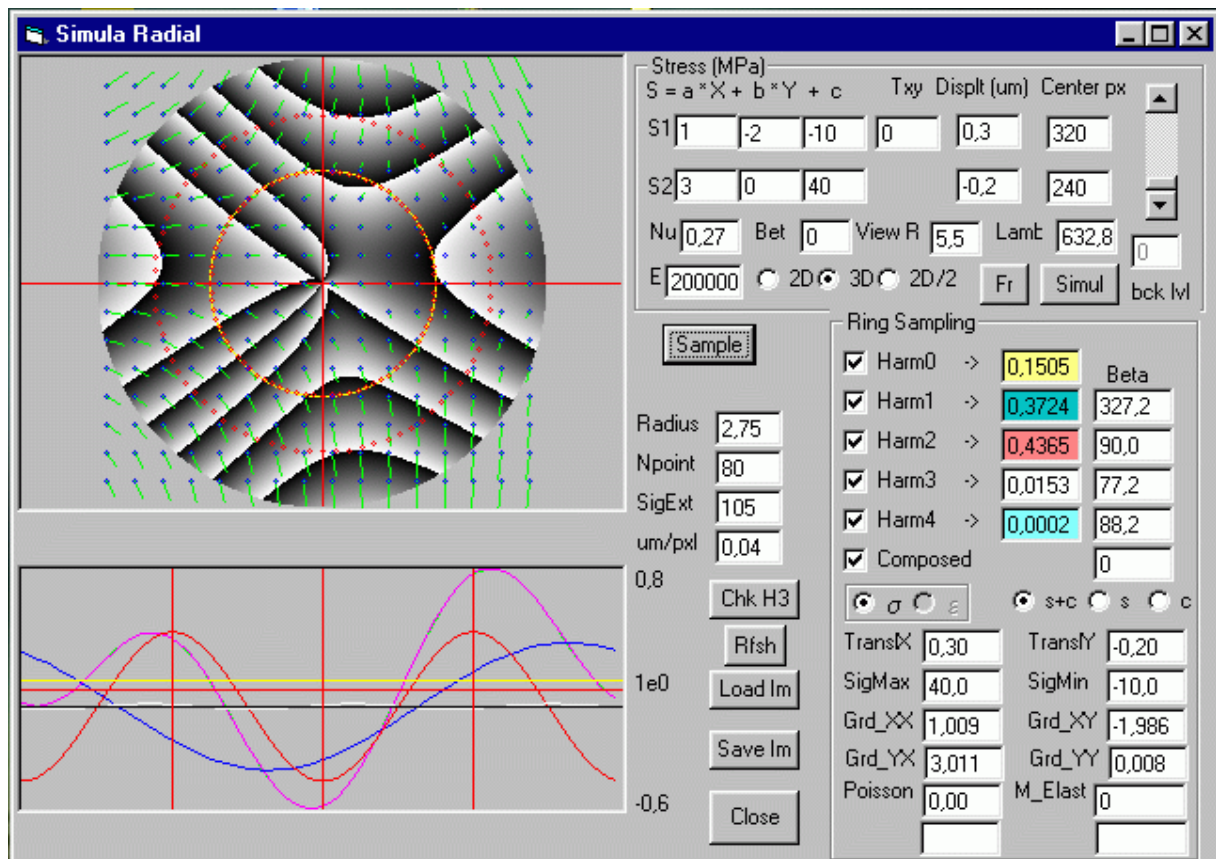 Simula Radial
Stress (MPa)
S = a*X + b*Y + c Txy Displt (um) Center px
S1 1 -2 -10 0 0,3 320
S2 3 0 40 -0,2 240
Nu 0,27 Bet 0 View R 5,5 Lamb 632,8
0
E 200000 2D 3D 2D/2 Fr Simul bck lvl
Sample
Radius 2,75
Npoint 80
SigExt 105
um/pxl 0,04
0,8
1e0
-0,6
Chk H3
Rfsh
Load Im
Save Im
Close
Ring Sampling
Beta
Harm0 -> 0,1505
Harm1 -> 0,3724 327,2
Harm2 -> 0,4365 90,0
Harm3 -> 0,0153 77,2
Harm4 -> 0,0002 88,2
Composed 0
σ ε s+c s c
TranslX 0,30 TranslY -0,20
SigMax 40,0 SigMin -10,0
Grd_XX 1,009 Grd_XY -1,986
Grd_YX 3,011 Grd_YY 0,008
Poisson 0,00 M_Elast 0